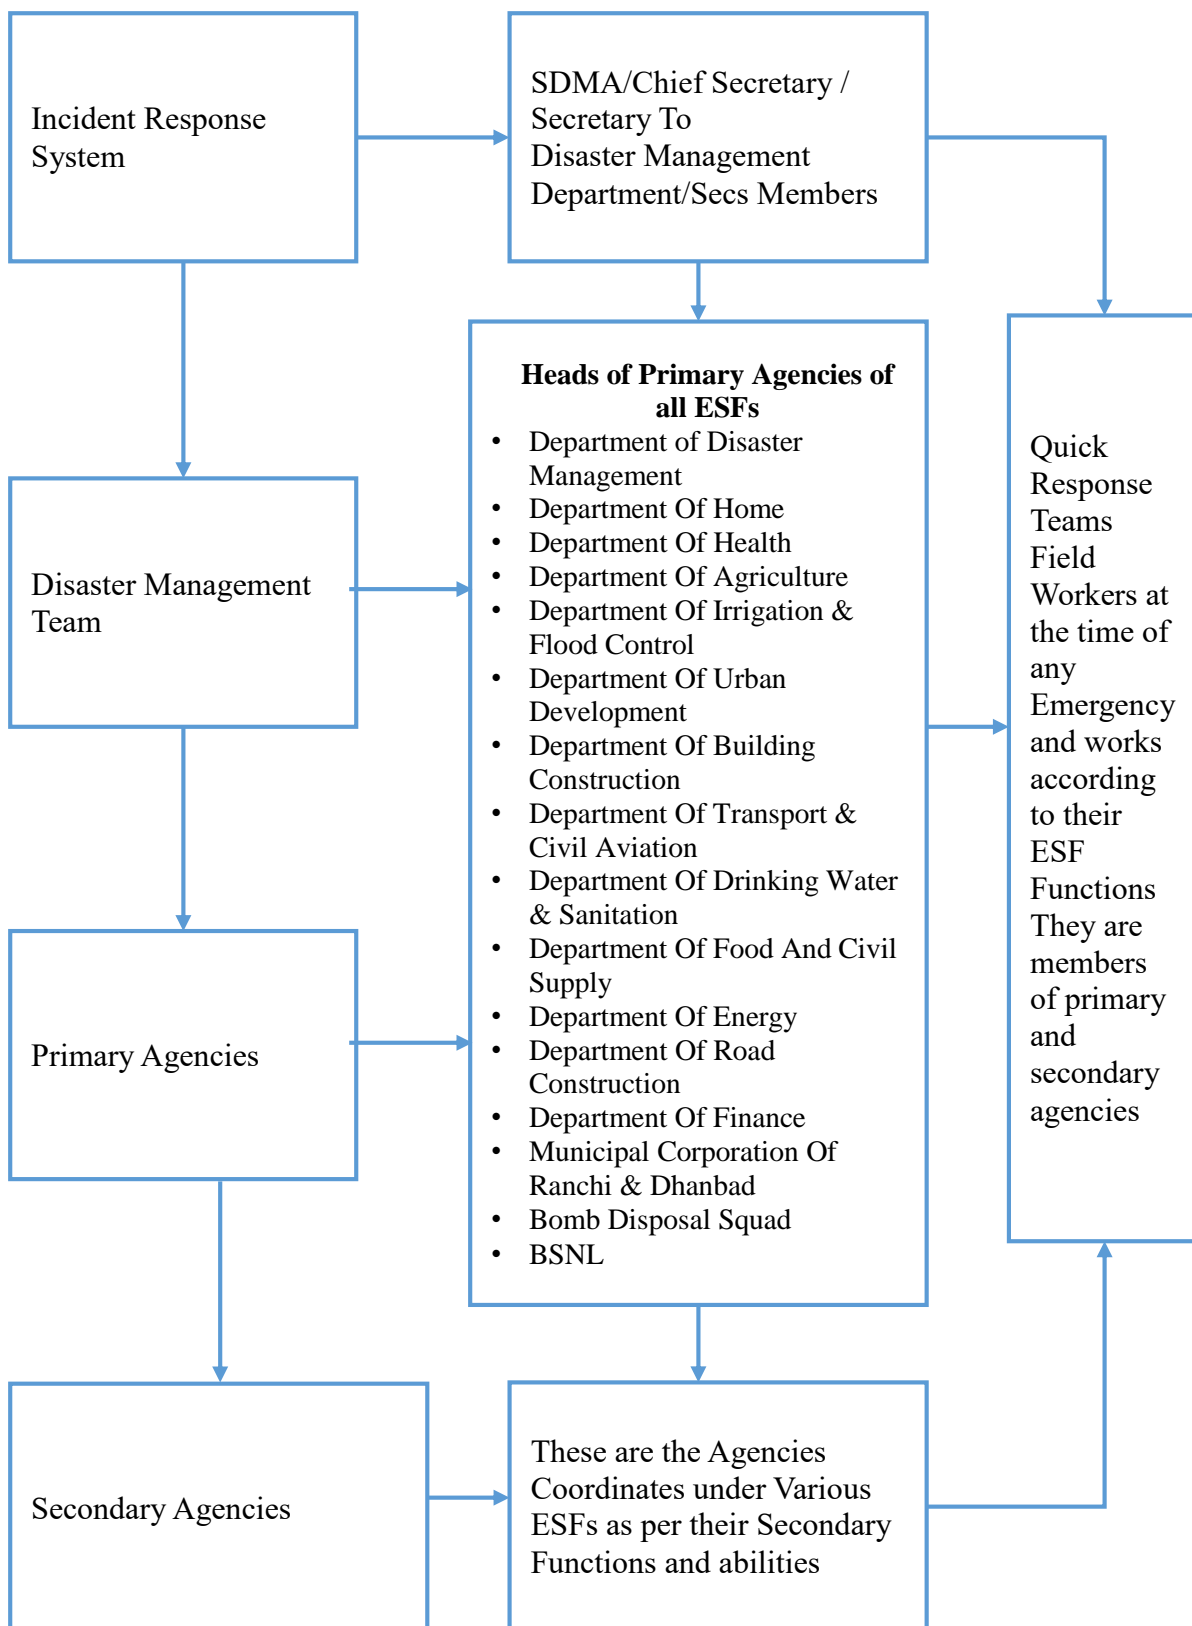 Incident Response
System
SDMA/Chief Secretary /
Secretary To
Disaster Management
Department/Secs Members
Disaster Management
Team
Heads of Primary Agencies of
all ESFs
• Department of Disaster
Management
• Department Of Home
• Department Of Health
• Department Of Agriculture
• Department Of Irrigation &
Flood Control
• Department Of Urban
Development
• Department Of Building
Construction
• Department Of Transport &
Civil Aviation
• Department Of Drinking Water
& Sanitation
• Department Of Food And Civil
Supply
• Department Of Energy
• Department Of Road
Construction
• Department Of Finance
• Municipal Corporation Of
Ranchi & Dhanbad
• Bomb Disposal Squad
• BSNL
Quick
Response
Teams
Field
Workers at
the time of
any
Emergency
and works
according
to their
ESF
Functions
They are
members
of primary
and
secondary
agencies
Primary Agencies
Secondary Agencies
These are the Agencies
Coordinates under Various
ESFs as per their Secondary
Functions and abilities